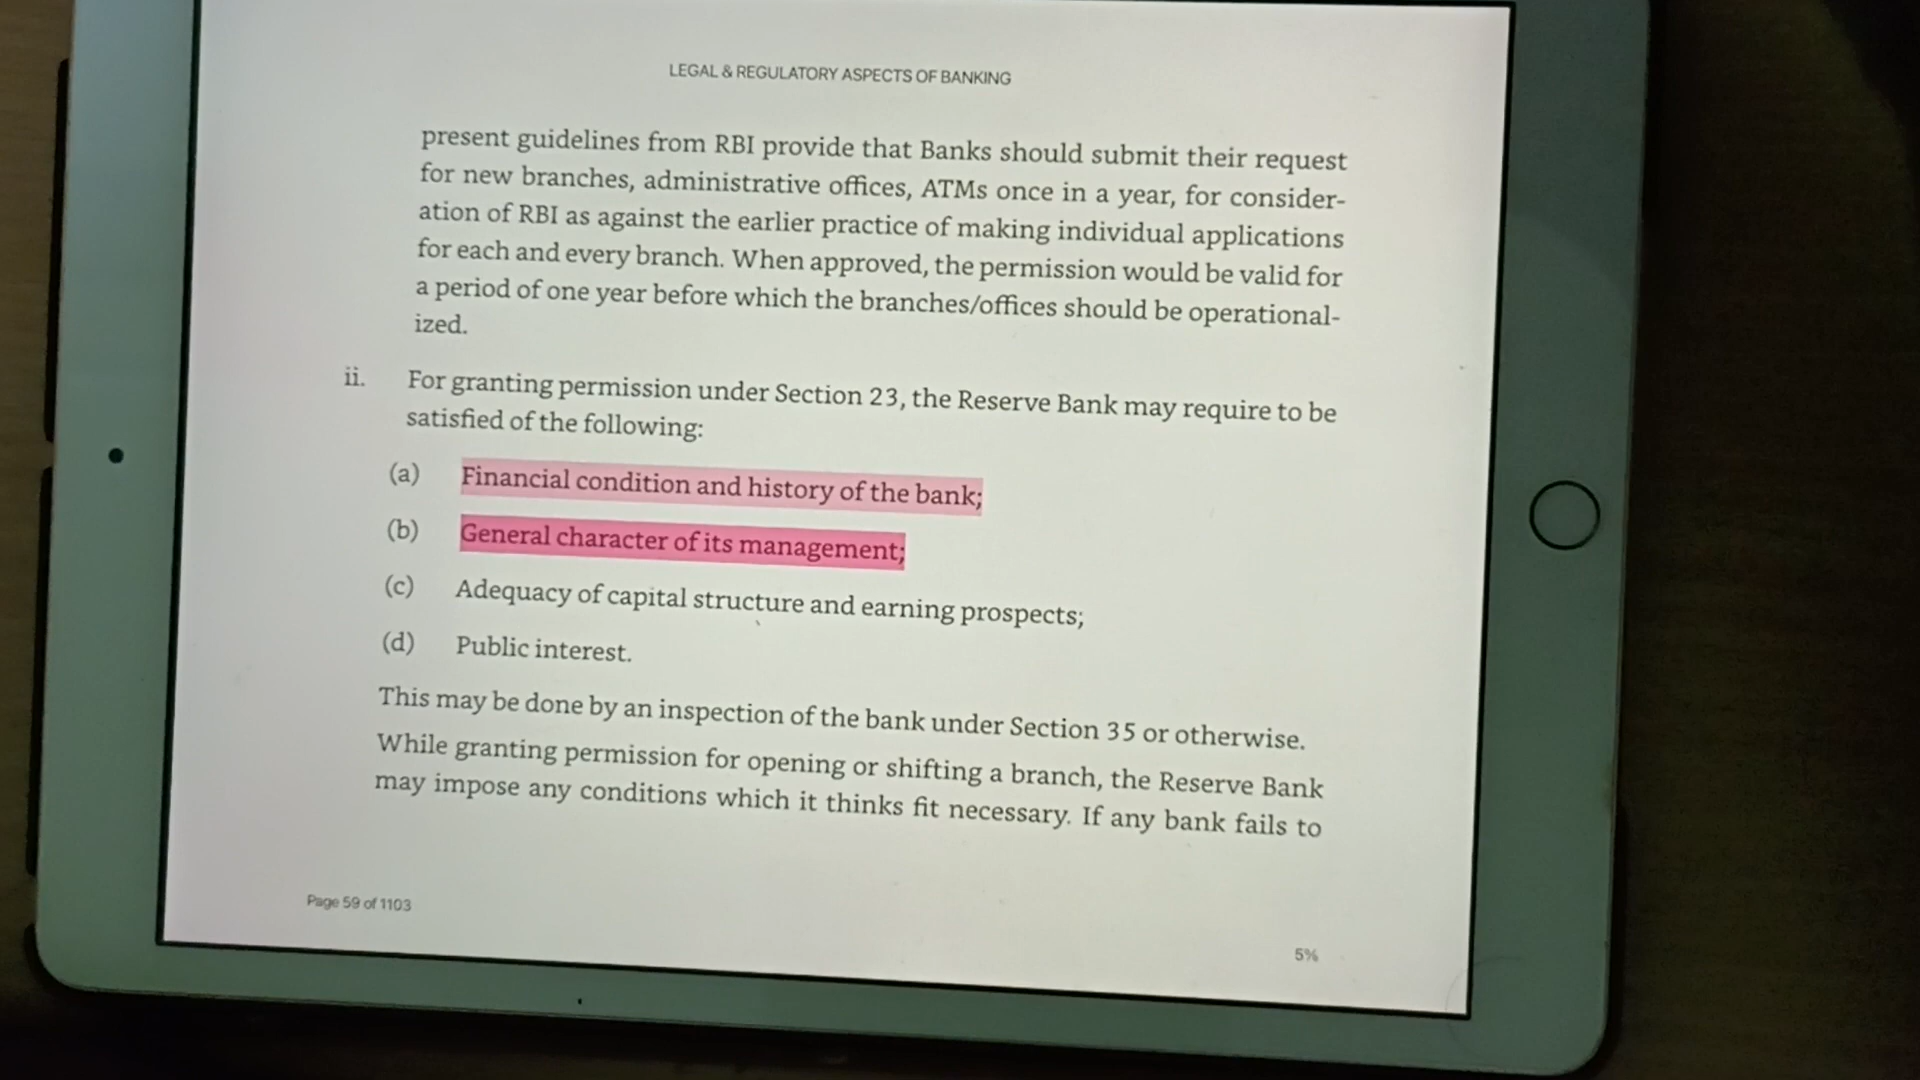 LEGAL & REGULATORY ASPECTS OF BANKING
present guidelines from RBI provide that Banks should submit their request
for new branches, administrative offices, ATMs once in a year, for consider-
ation of RBI as against the earlier practice of making individual applications
for each and every branch. When approved, the permission would be valid for
a period of one year before which the branches/offices should be operational-
ized.
ii. For granting permission under Section 23, the Reserve Bank may require to be
satisfied of the following:
(a) Financial condition and history of the bank;
(b) General character of its management;
(c) Adequacy of capital structure and earning prospects;
(d) Public interest.
This may be done by an inspection of the bank under Section 35 or otherwise.
While granting permission for opening or shifting a branch, the Reserve Bank
may impose any conditions which it thinks fit necessary. If any bank fails to
Page 59 of 1103
5%